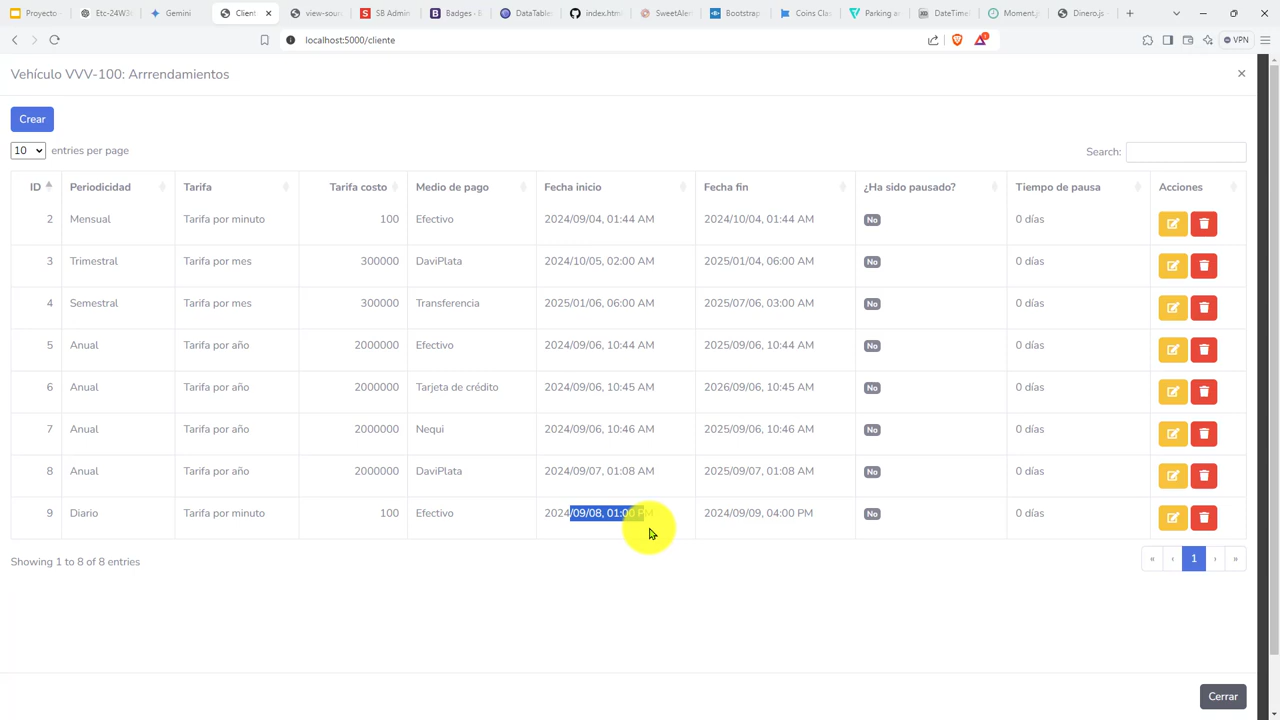 Proyecto
Etc-24W3
Gemini
Client
view-sour
SB Admin
Badges - B
DataTable
index.htm
SweetAler
Bootstrap
Coins Clas
Parking ar
DateTime
Moment.j
Dinero.js
localhost:5000/cliente
VPN
Vehículo VVV-100: Arrrendamientos
Crear
10 entries per page
Search:
ID Periodicidad Tarifa Tarifa costo Medio de pago Fecha inicio Fecha fin ¿Ha sido pausado? Tiempo de pausa Acciones
2 Mensual Tarifa por minuto 100 Efectivo 2024/09/04, 01:44 AM 2024/10/04, 01:44 AM No 0 días
3 Trimestral Tarifa por mes 300000 DaviPlata 2024/10/05, 02:00 AM 2025/01/04, 06:00 AM No 0 días
4 Semestral Tarifa por mes 300000 Transferencia 2025/01/06, 06:00 AM 2025/07/06, 03:00 AM No 0 días
5 Anual Tarifa por año 2000000 Efectivo 2024/09/06, 10:44 AM 2025/09/06, 10:44 AM No 0 días
6 Anual Tarifa por año 2000000 Tarjeta de crédito 2024/09/06, 10:45 AM 2026/09/06, 10:45 AM No 0 días
7 Anual Tarifa por año 2000000 Nequi 2024/09/06, 10:46 AM 2025/09/06, 10:46 AM No 0 días
8 Anual Tarifa por año 2000000 DaviPlata 2024/09/07, 01:08 AM 2025/09/07, 01:08 AM No 0 días
9 Diario Tarifa por minuto 100 Efectivo 2024/09/08, 01:00 PM 2024/09/09, 04:00 PM No 0 días
Showing 1 to 8 of 8 entries
« ‹ 1 › »
Cerrar